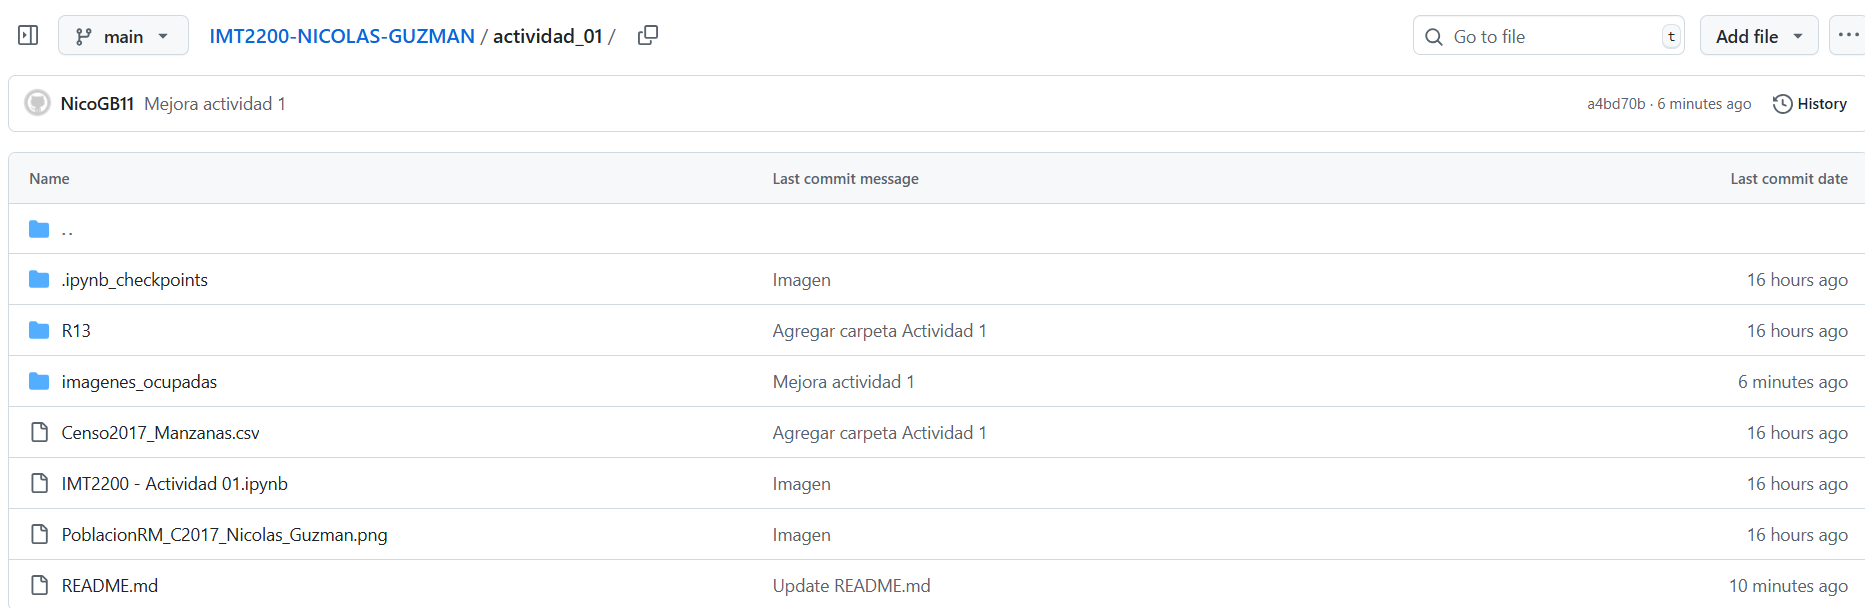 main IMT2200-NICOLAS-GUZMAN / actividad_01 / Go to file t Add file ...
NicoGB11 Mejora actividad 1 a4bd70b · 6 minutes ago History
Name Last commit message Last commit date
..
.ipynb_checkpoints Imagen 16 hours ago
R13 Agregar carpeta Actividad 1 16 hours ago
imagenes_ocupadas Mejora actividad 1 6 minutes ago
Censo2017_Manzanas.csv Agregar carpeta Actividad 1 16 hours ago
IMT2200 - Actividad 01.ipynb Imagen 16 hours ago
PoblacionRM_C2017_Nicolas_Guzman.png Imagen 16 hours ago
README.md Update README.md 10 minutes ago